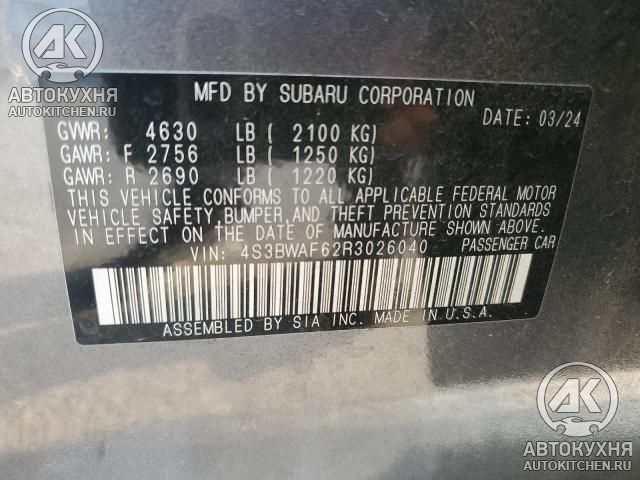 АК
АВТОКУХНЯ
AUTOKITCHEN.RU
MFD BY SUBARU CORPORATION
DATE: 03/24
GVWR: 4630 LB ( 2100 KG)
GAWR: F 2756 LB ( 1250 KG)
GAWR: R 2690 LB ( 1220 KG)
THIS VEHICLE CONFORMS TO ALL APPLICABLE FEDERAL MOTOR
VEHICLE SAFETY, BUMPER, AND THEFT PREVENTION STANDARDS
IN EFFECT ON THE DATE OF MANUFACTURE SHOWN ABOVE.
VIN: 4S3BWAF62R3026040 PASSENGER CAR
ASSEMBLED BY SIA INC. MADE IN U.S.A.
АК
АВТОКУХНЯ
AUTOKITCHEN.RU